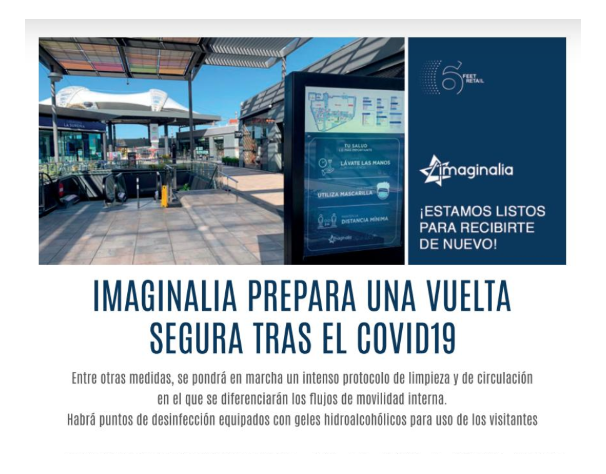 6 FEET
RETAIL
TU SALUD
LÁVATE LAS MANOS
UTILIZA MASCARILLA
DISTANCIA MÍNIMA
imaginalia
imaginalia
¡ESTAMOS LISTOS
PARA RECIBIRTE
DE NUEVO!
IMAGINALIA PREPARA UNA VUELTA
SEGURA TRAS EL COVID19
Entre otras medidas, se pondrá en marcha un intenso protocolo de limpieza y de circulación
en el que se diferenciarán los flujos de movilidad interna.
Habrá puntos de desinfección equipados con geles hidroalcohólicos para uso de los visitantes